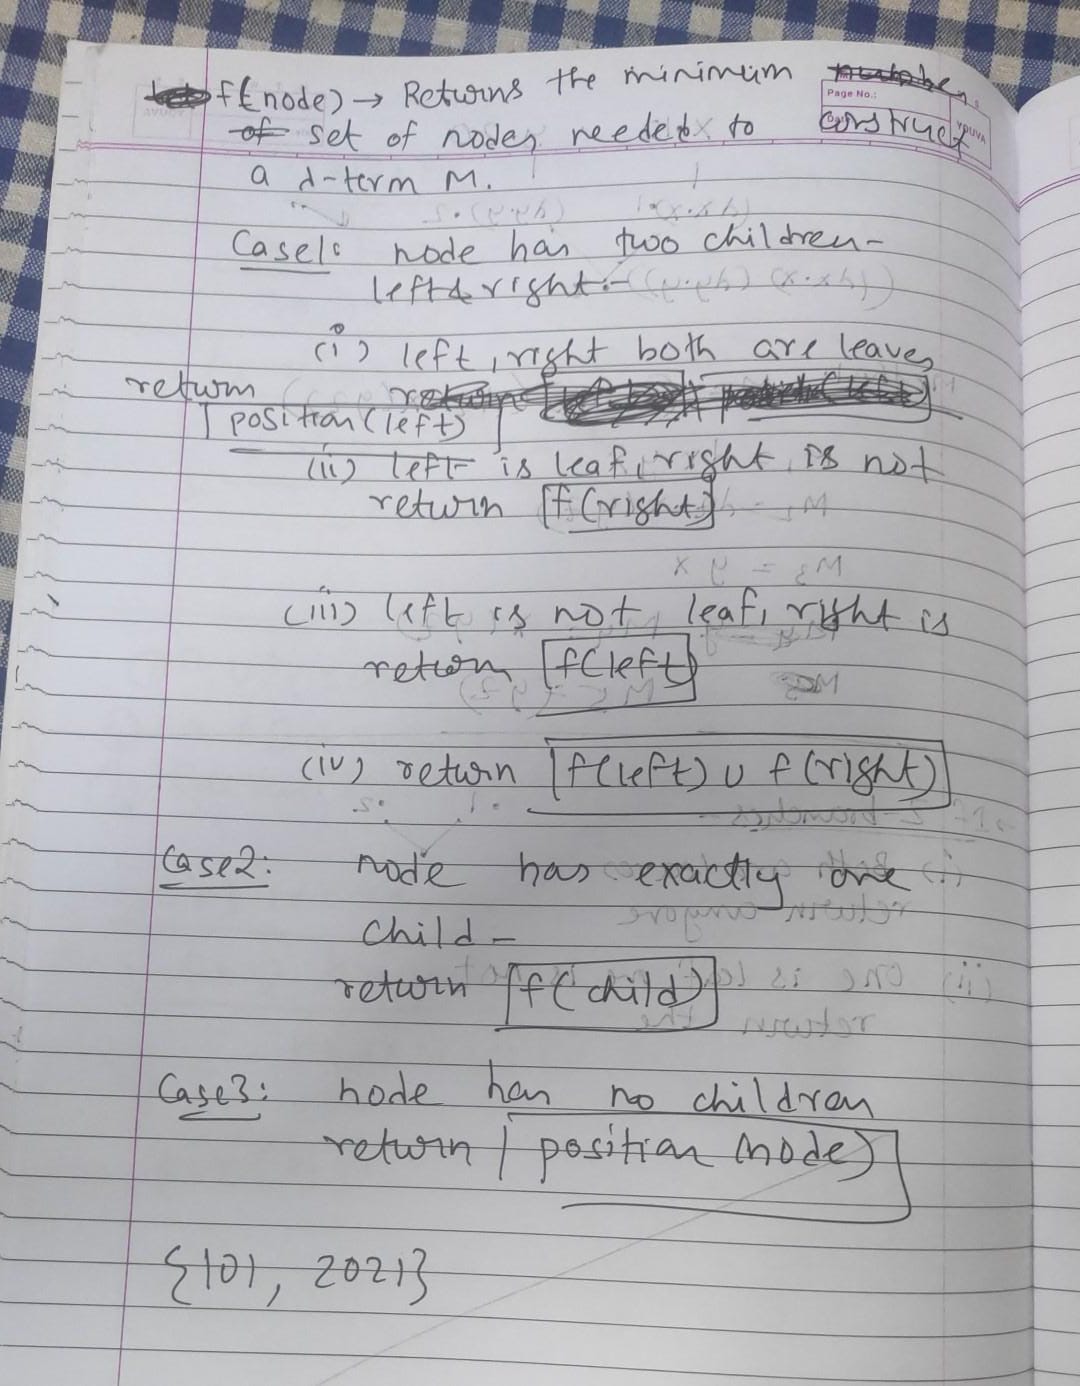 f(node) → Returns the minimum
Page No.:
YOUVA
of set of nodes needed to construct
a λ-term M.
Case1: node has two children-
left & right:-
(i) left, right both are leaves
return
position(left)
(ii) left is leaf, right is not
return f(right)
(iii) left is not leaf, right is
return f(left)
(iv) return f(left) ∪ f(right)
Case2: node has exactly one
child -
return f(child)
Case3: node has no children
return position(node)
{101, 2021}